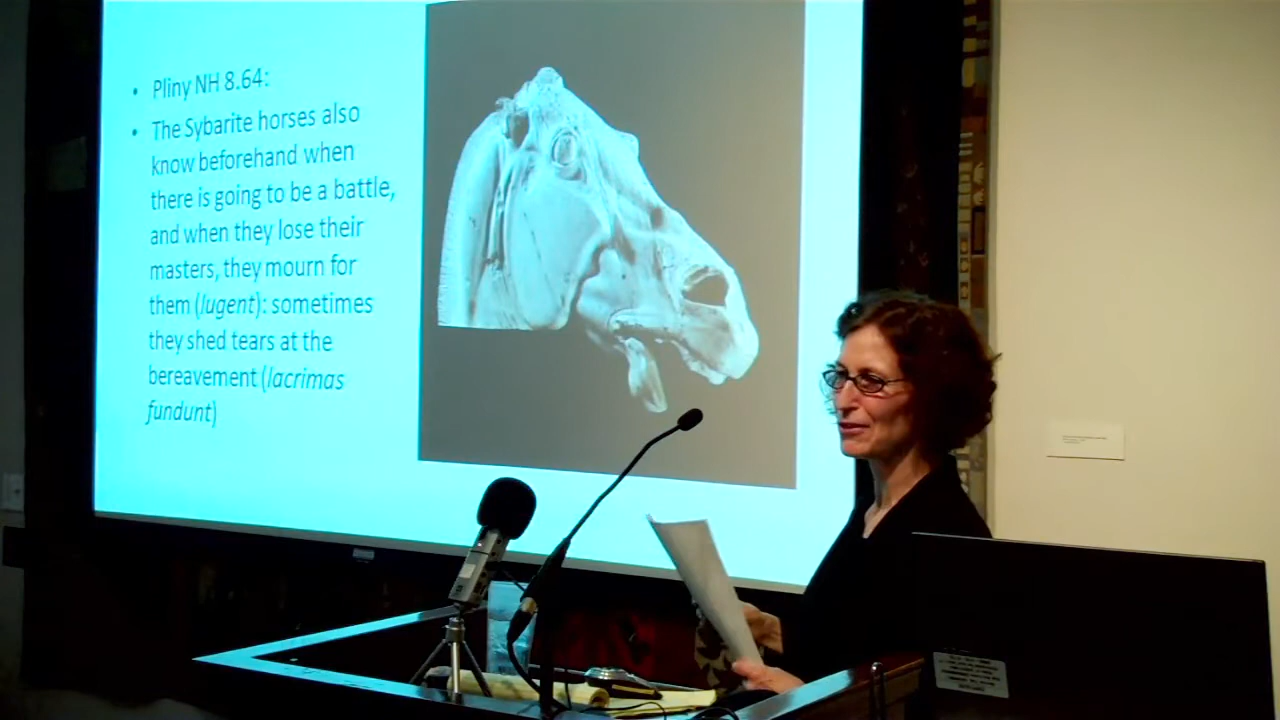 • Pliny NH 8.64:
• The Sybarite horses also
know beforehand when
there is going to be a battle,
and when they lose their
masters, they mourn for
them (lugent): sometimes
they shed tears at the
bereavement (lacrimas
fundunt)